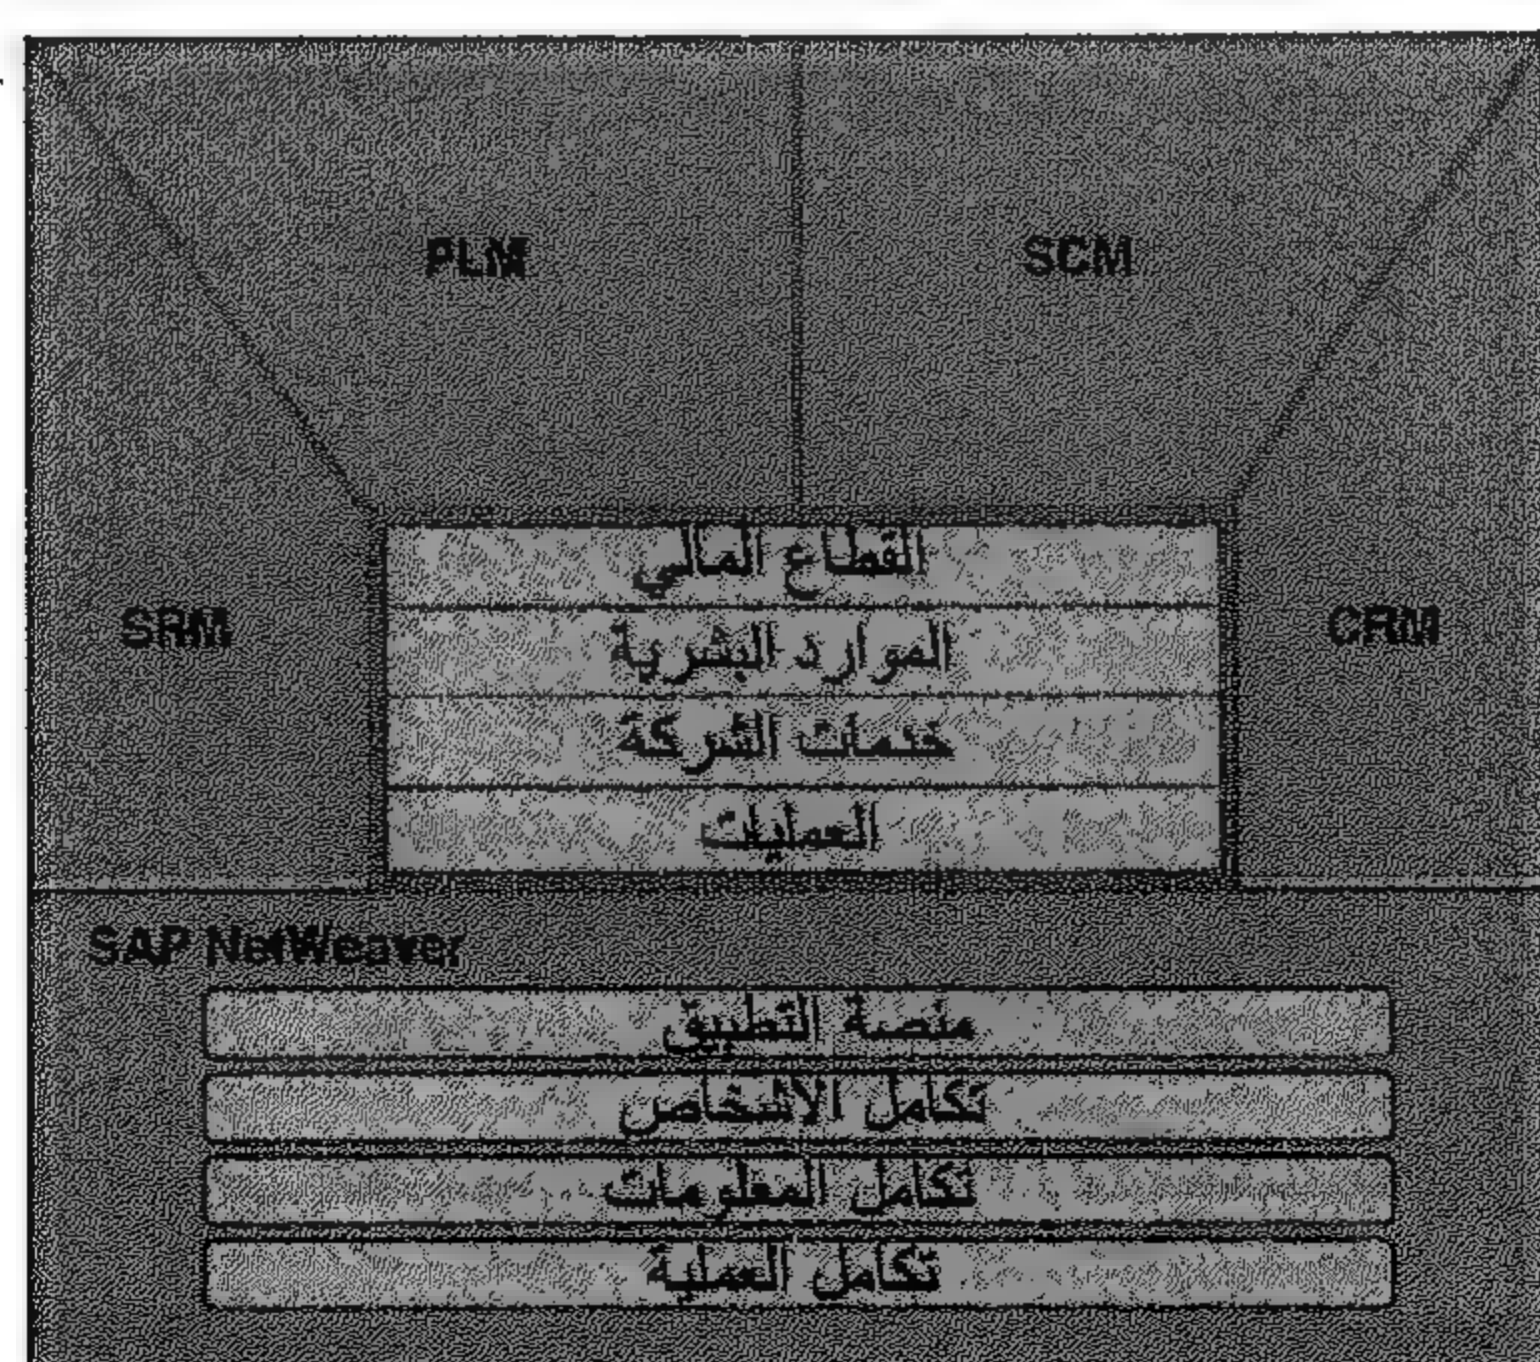 PLM
SCM
SRM
CRM
القطاع المالي
الموارد البشرية
خدمات الشركة
العمليات
SAP NetWeaver
منصة التطبيق
تكامل الاشخاص
تكامل المعلومات
تكامل العملية